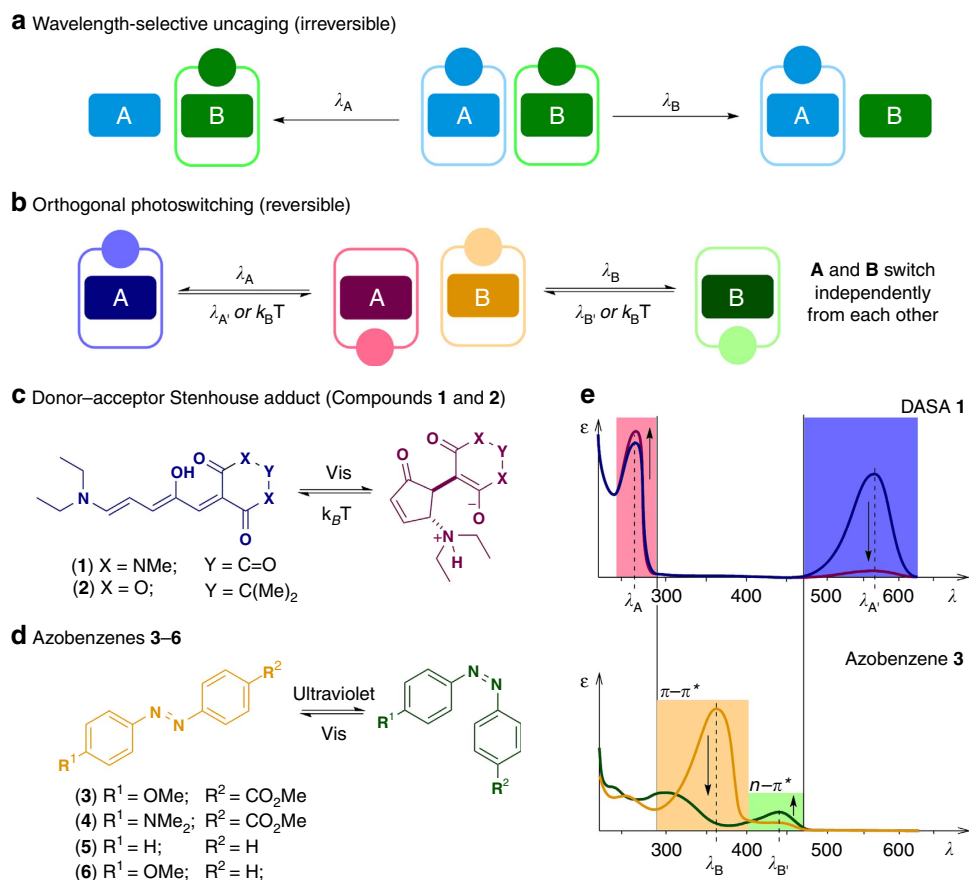 a Wavelength-selective uncaging (irreversible)
A B λA A B λB A B
b Orthogonal photoswitching (reversible)
A λA λA' or kBT A B λB λB' or kBT B
A and B switch
independently
from each other
c Donor–acceptor Stenhouse adduct (Compounds 1 and 2)
N OH O O X Y X
Vis
kBT
O O X Y X O − N + H
(1) X = NMe; Y = C=O
(2) X = O; Y = C(Me)2
d Azobenzenes 3–6
R1 N N R2
Ultraviolet
Vis
N N R1 R2
(3) R1 = OMe; R2 = CO2Me
(4) R1 = NMe2; R2 = CO2Me
(5) R1 = H; R2 = H
(6) R1 = OMe; R2 = H;
e
DASA 1
ε
λA 300 400 500 λA' 600 λ
Azobenzene 3
ε
π–π*
n–π*
300 λB 400 λB' 500 600 λ